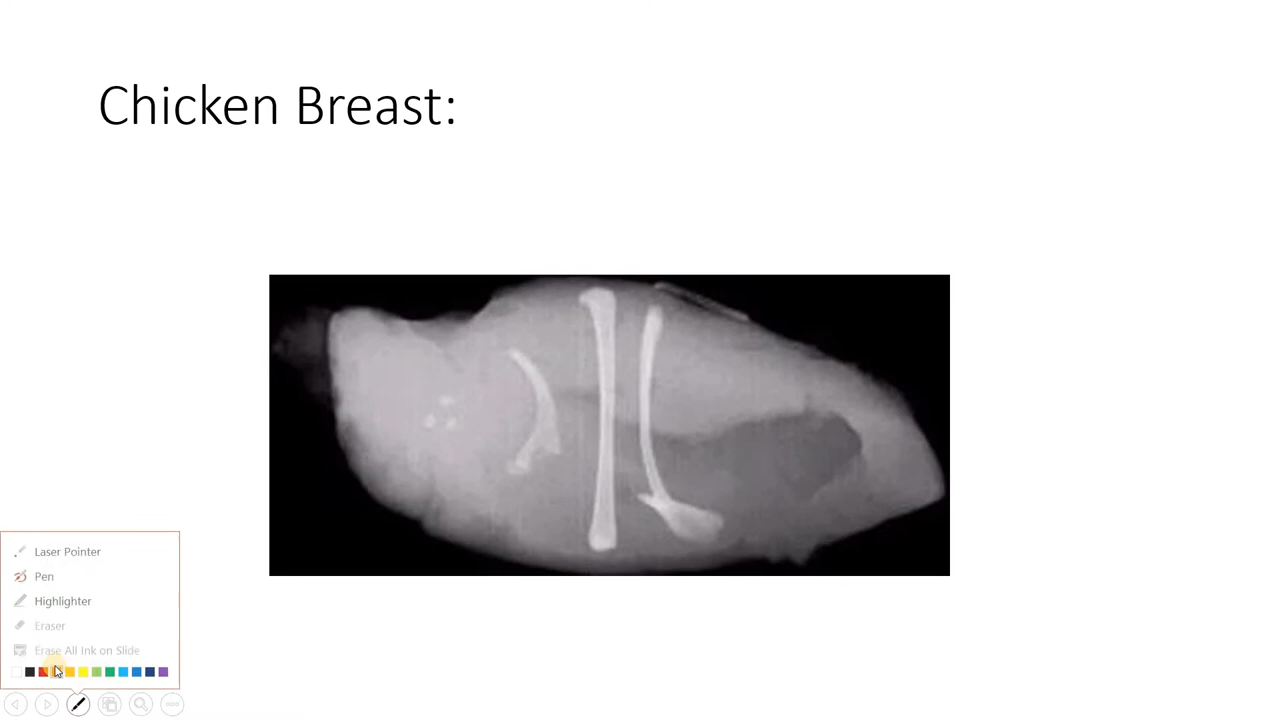 Chicken Breast:
Laser Pointer
Pen
Highlighter
Eraser
Erase All Ink on Slide